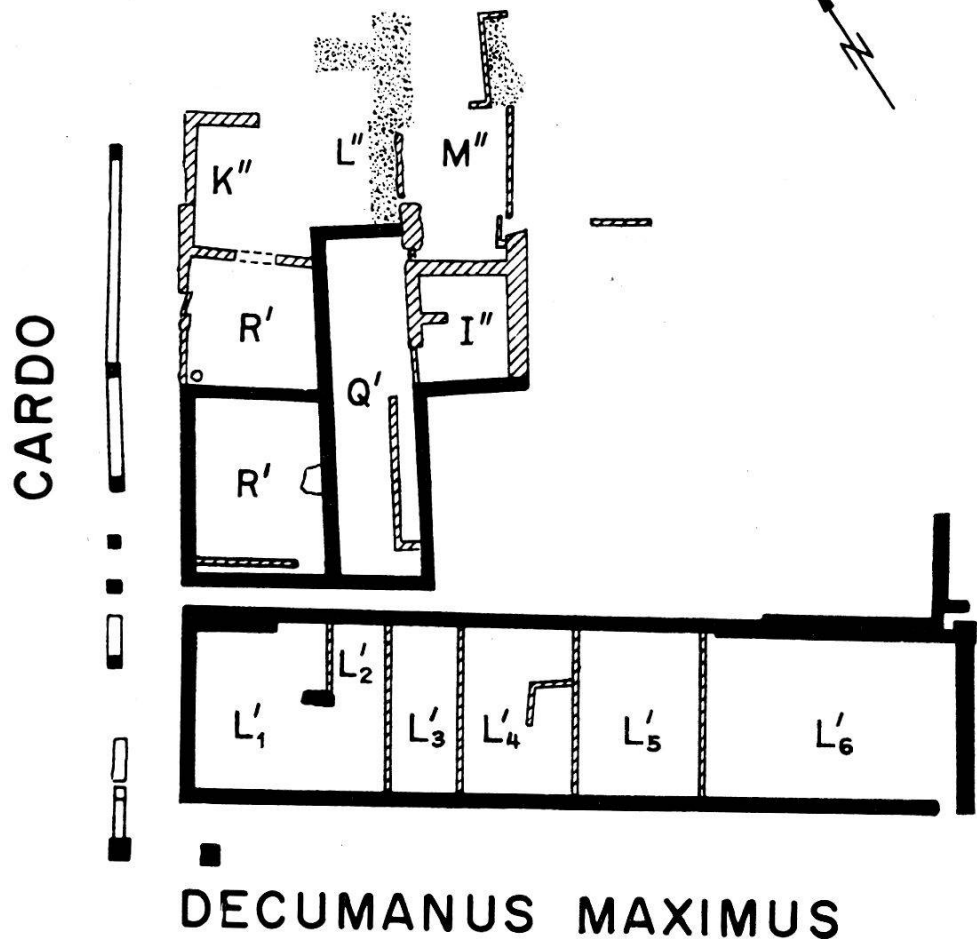 K" L" M"
R' I"
Q'
R'
L'₁ L'₂ L'₃ L'₄ L'₅ L'₆
CARDO
DECUMANUS MAXIMUS